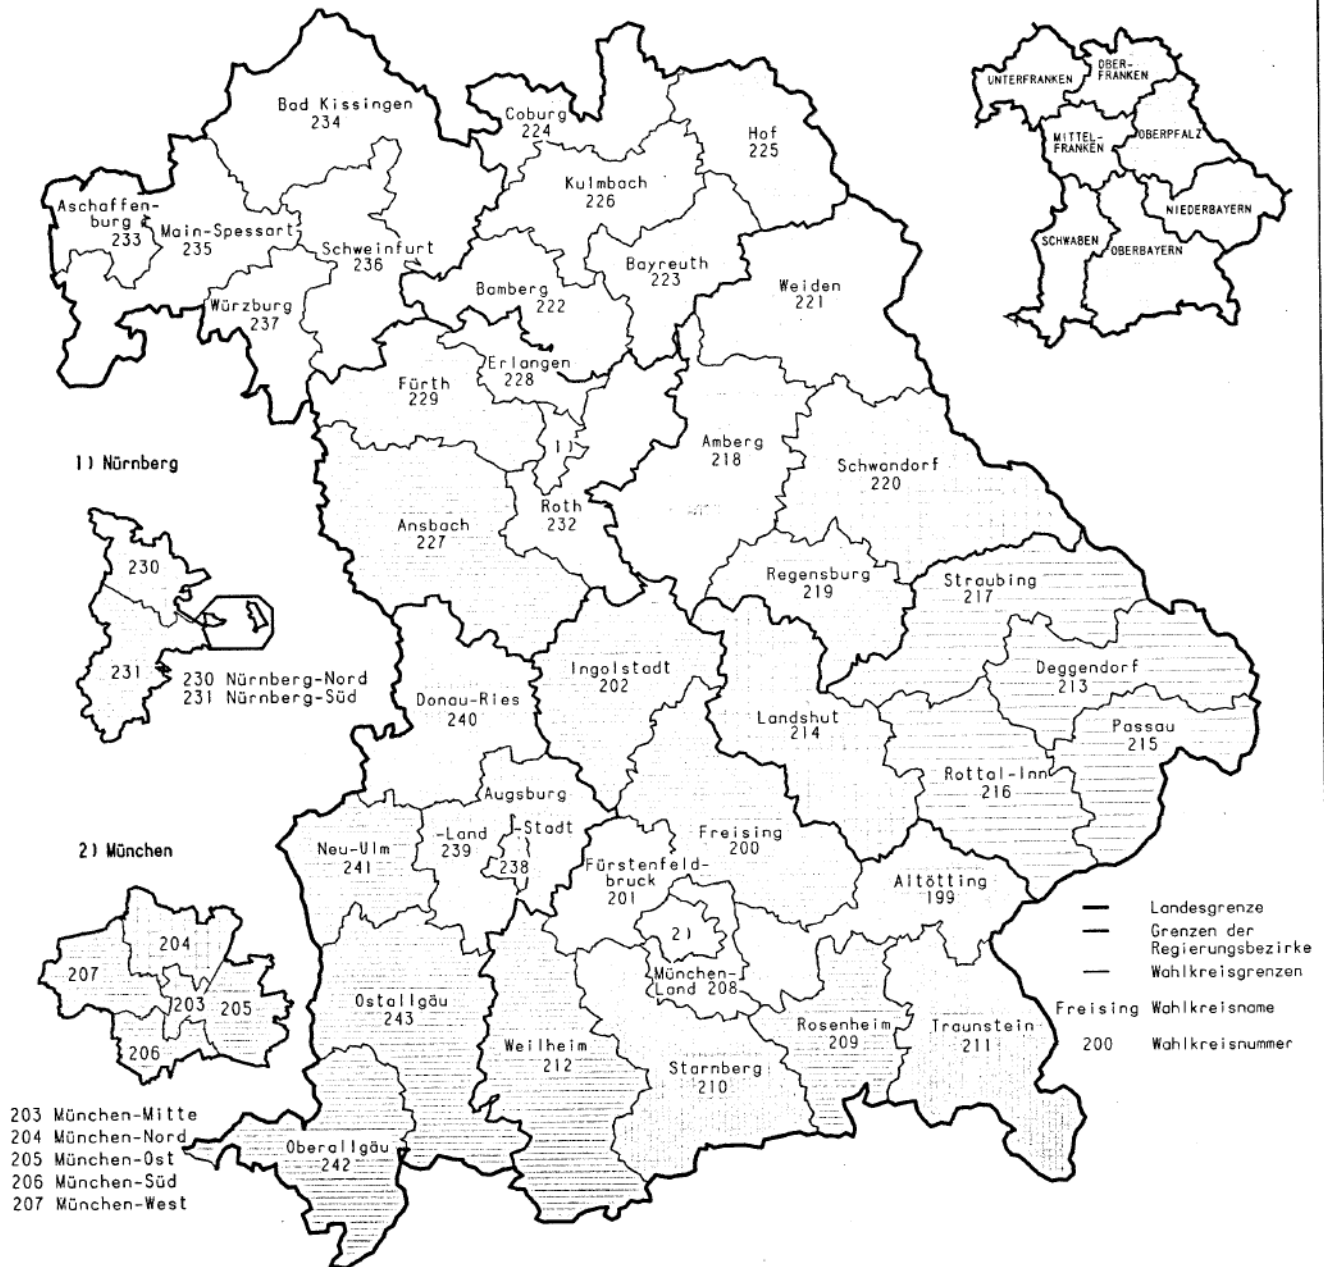 Bad Kissingen
234
Coburg
224
Hof
225
Kulmbach
226
Aschaffen-
burg
233
Main-Spessart
235
Schweinfurt
236
Würzburg
237
Bamberg
222
Bayreuth
223
Weiden
221
Erlangen
228
Fürth
229
1)
Amberg
218
Schwandorf
220
Roth
232
Ansbach
227
Regensburg
219
Straubing
217
Ingolstadt
202
Deggendorf
213
Donau-Ries
240
Landshut
214
Passau
215
Rottal-Inn
216
Augsburg
-Land
239
-Stadt
238
Neu-Ulm
241
Freising
200
Fürstenfeld-
bruck
201
Altötting
199
2)
München-
Land 208
Ostallgäu
243
Weilheim
212
Starnberg
210
Rosenheim
209
Traunstein
211
Oberallgäu
242
UNTERFRANKEN
OBER-
FRANKEN
MITTEL-
FRANKEN
OBERPFALZ
NIEDERBAYERN
SCHWABEN
OBERBAYERN
1) Nürnberg
230
231
230 Nürnberg-Nord
231 Nürnberg-Süd
2) München
204
207
203
205
206
203 München-Mitte
204 München-Nord
205 München-Ost
206 München-Süd
207 München-West
Landesgrenze
Grenzen der
Regierungsbezirke
Wahlkreisgrenzen
Freising Wahlkreisname
200 Wahlkreisnummer